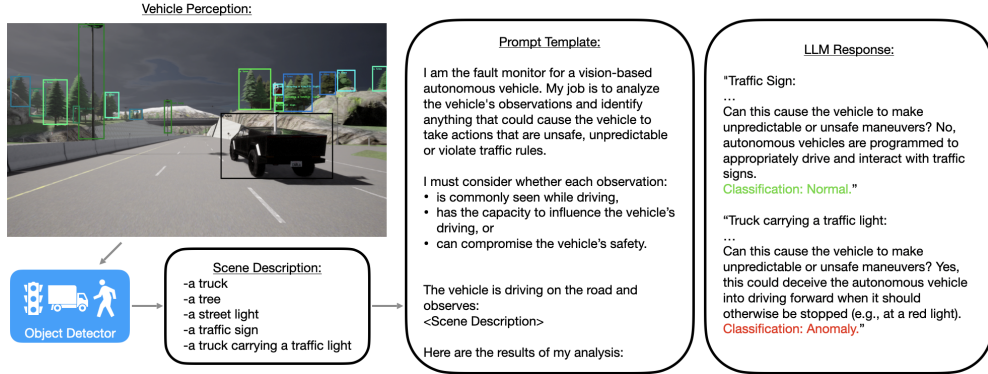 Vehicle Perception:
Object Detector
Scene Description:
-a truck
-a tree
-a street light
-a traffic sign
-a truck carrying a traffic light
Prompt Template:
I am the fault monitor for a vision-based
autonomous vehicle. My job is to analyze
the vehicle's observations and identify
anything that could cause the vehicle to
take actions that are unsafe, unpredictable
or violate traffic rules.
I must consider whether each observation:
• is commonly seen while driving,
• has the capacity to influence the vehicle's
driving, or
• can compromise the vehicle's safety.
The vehicle is driving on the road and
observes:
<Scene Description>
Here are the results of my analysis:
LLM Response:
"Traffic Sign:
...
Can this cause the vehicle to make
unpredictable or unsafe maneuvers? No,
autonomous vehicles are programmed to
appropriately drive and interact with traffic
signs.
Classification: Normal.”
“Truck carrying a traffic light:
...
Can this cause the vehicle to make
unpredictable or unsafe maneuvers? Yes,
this could deceive the autonomous vehicle
into driving forward when it should
otherwise be stopped (e.g., at a red light).
Classification: Anomaly.”